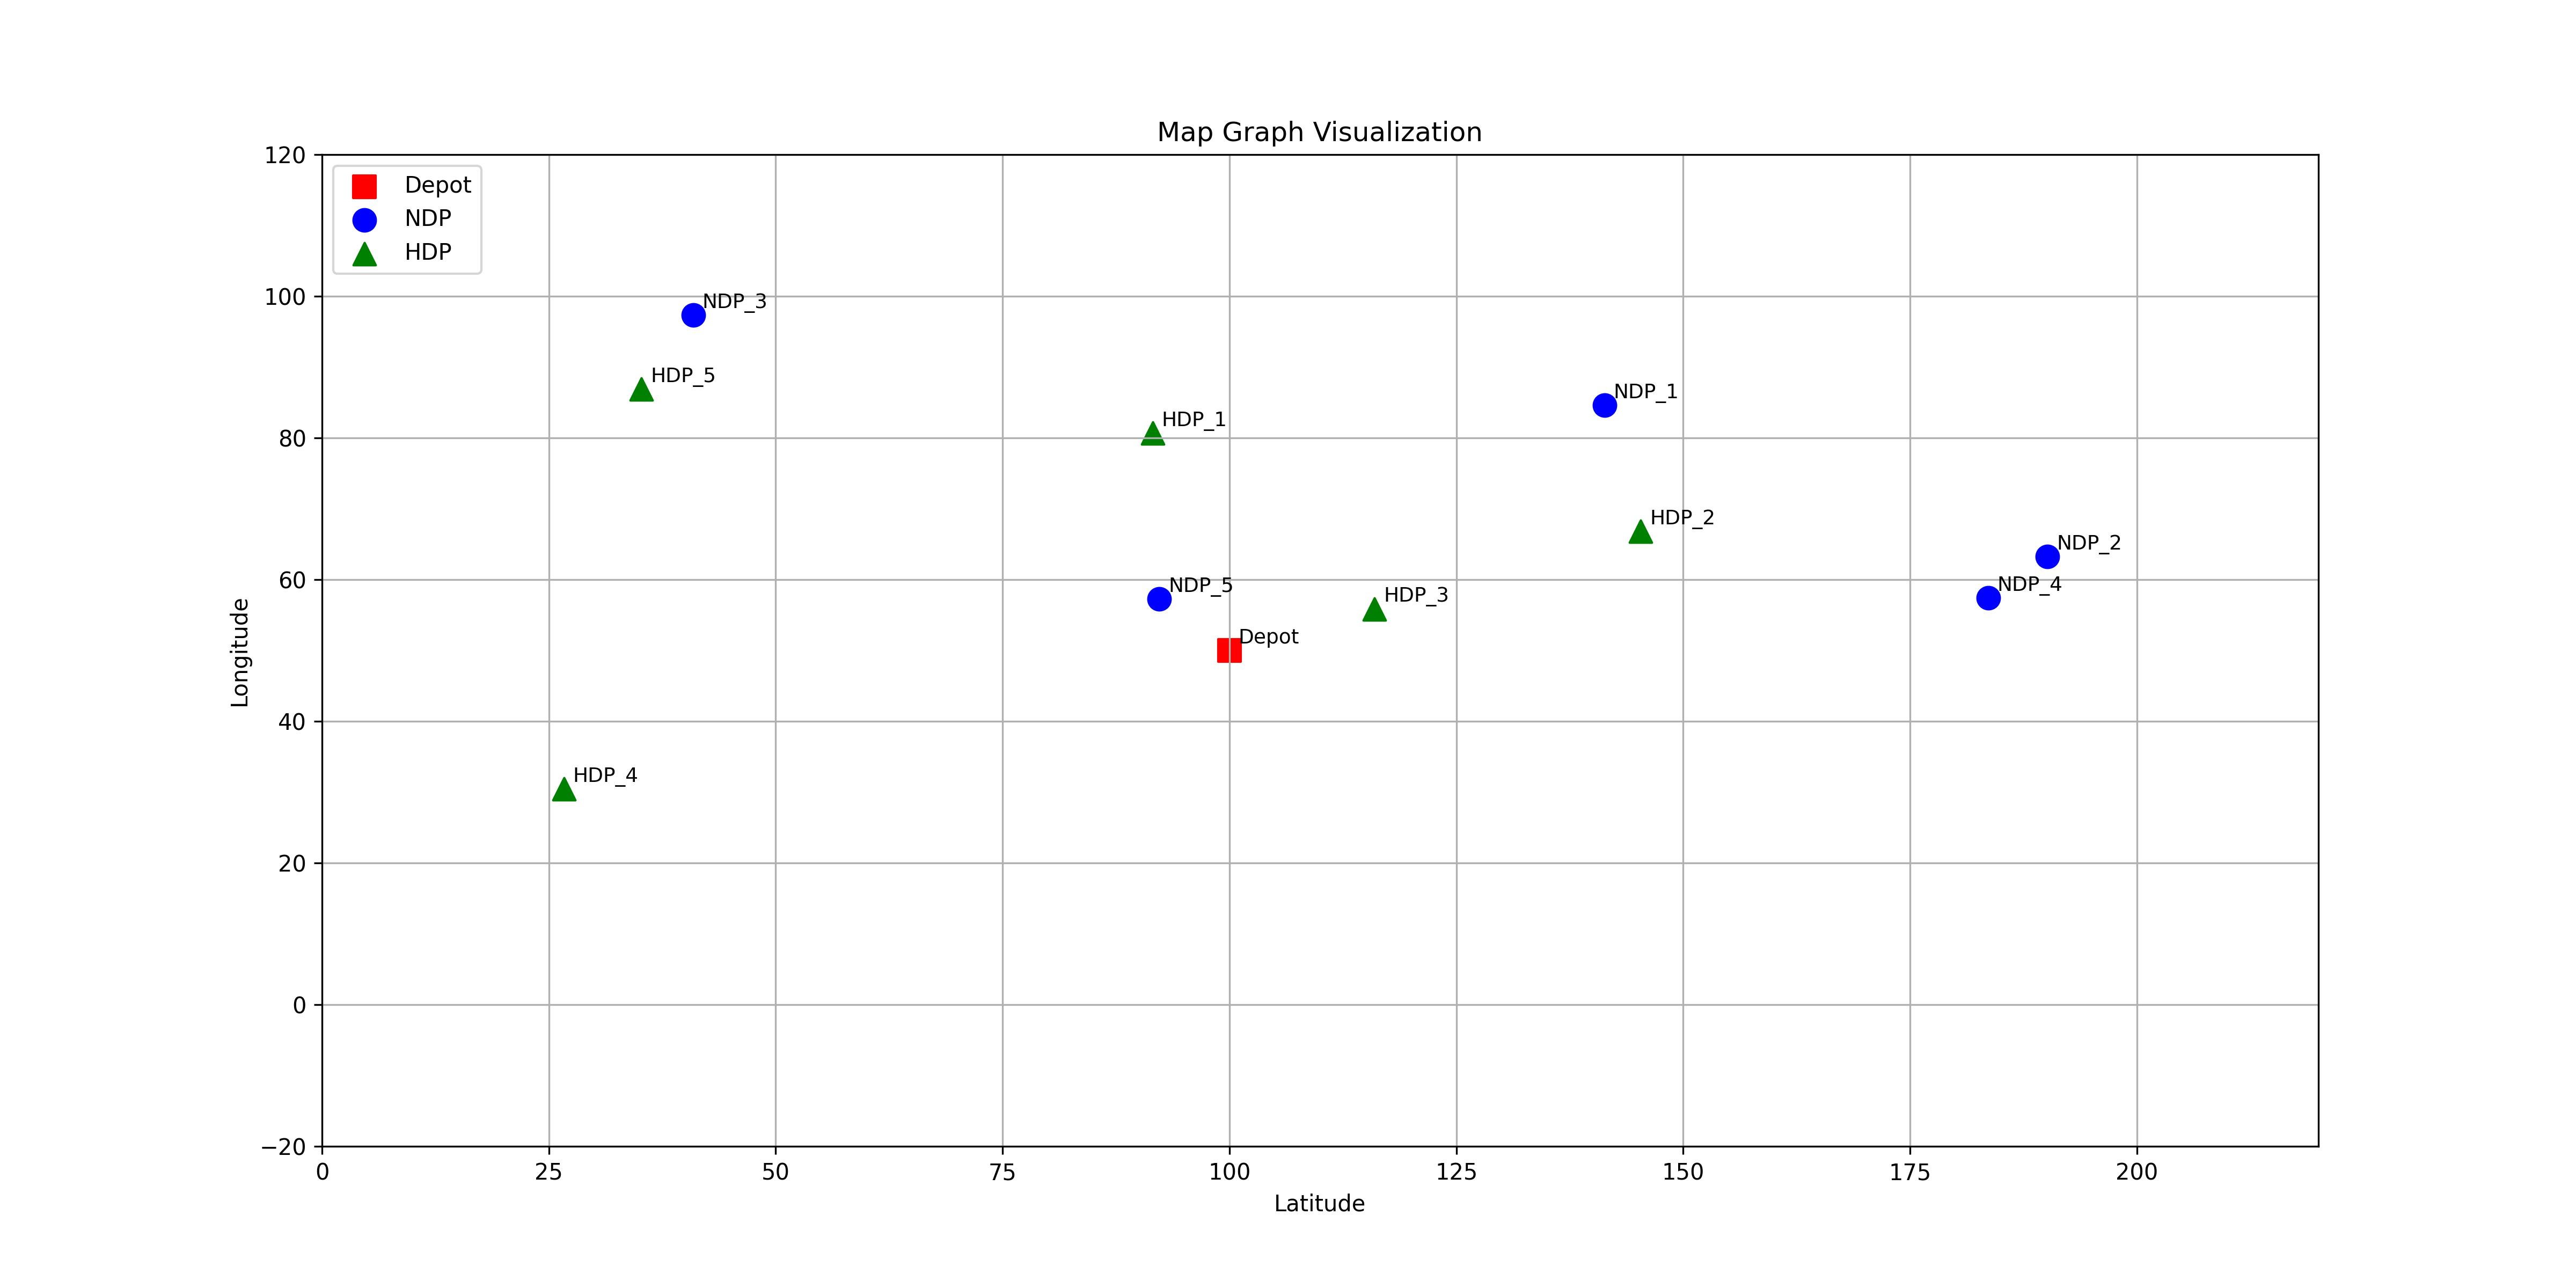 Map Graph Visualization
120
100
80
60
40
20
0
−20
Longitude
Depot
NDP
HDP
NDP_3
HDP_5
NDP_1
HDP_1
HDP_2
NDP_2
NDP_4
NDP_5
HDP_3
Depot
HDP_4
0 25 50 75 100 125 150 175 200
Latitude